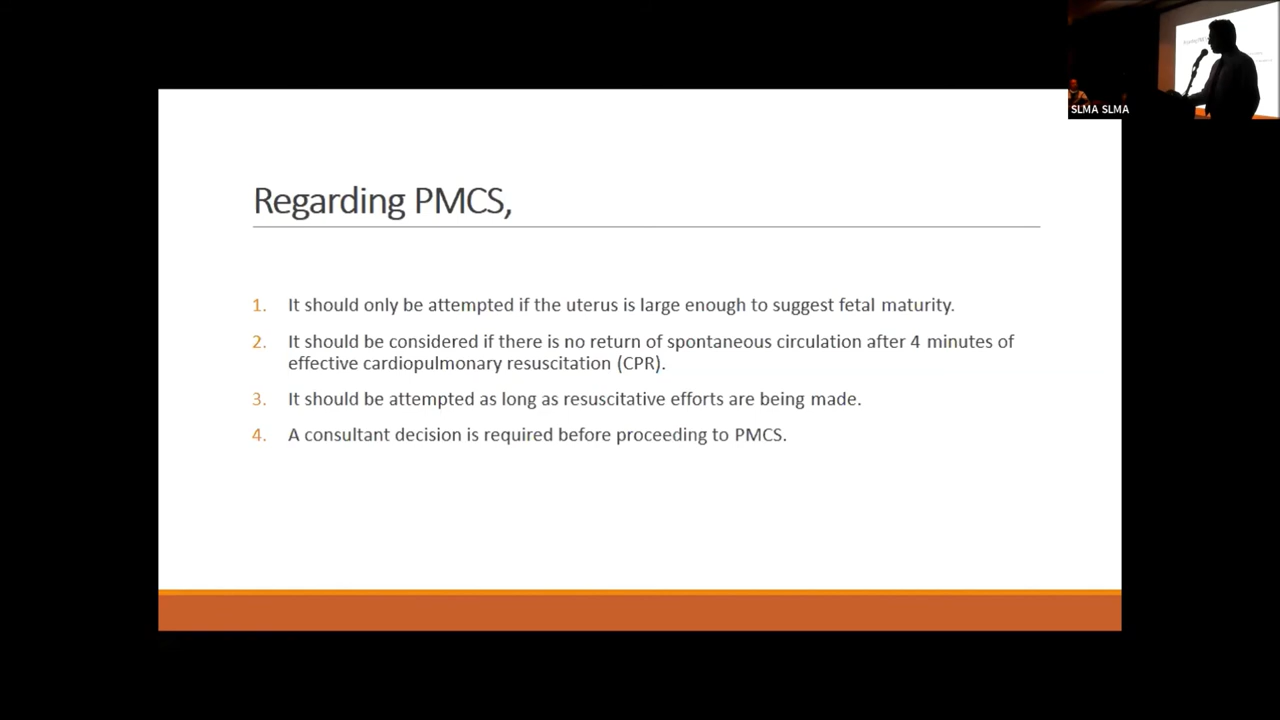 SLMA SLMA
Regarding PMCS,
1. It should only be attempted if the uterus is large enough to suggest fetal maturity.
2. It should be considered if there is no return of spontaneous circulation after 4 minutes of
effective cardiopulmonary resuscitation (CPR).
3. It should be attempted as long as resuscitative efforts are being made.
4. A consultant decision is required before proceeding to PMCS.